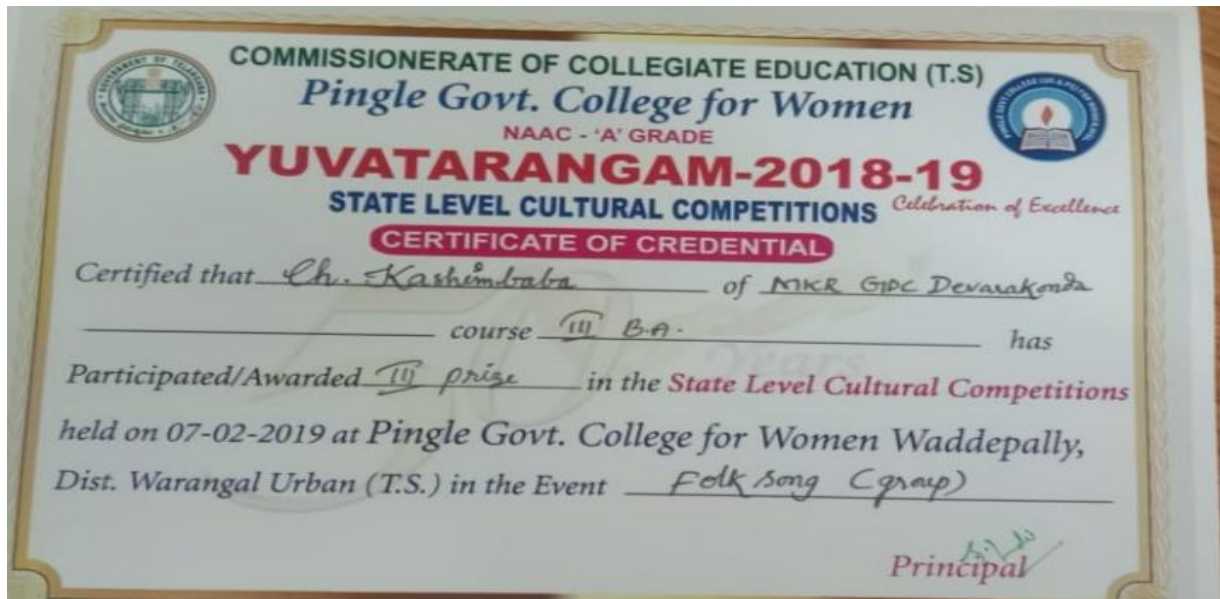 COMMISSIONERATE OF COLLEGIATE EDUCATION (T.S)
Pingle Govt. College for Women
NAAC - 'A' GRADE
YUVATARANGAM-2018-19
STATE LEVEL CULTURAL COMPETITIONS Celebration of Excellence
CERTIFICATE OF CREDENTIAL
Certified that Ch. Kashimbaba of MKR GDC Devarakonda
course III B.A. has
Participated/Awarded III prize in the State Level Cultural Competitions
held on 07-02-2019 at Pingle Govt. College for Women Waddepally,
Dist. Warangal Urban (T.S.) in the Event Folk song (group)
Principal
Years